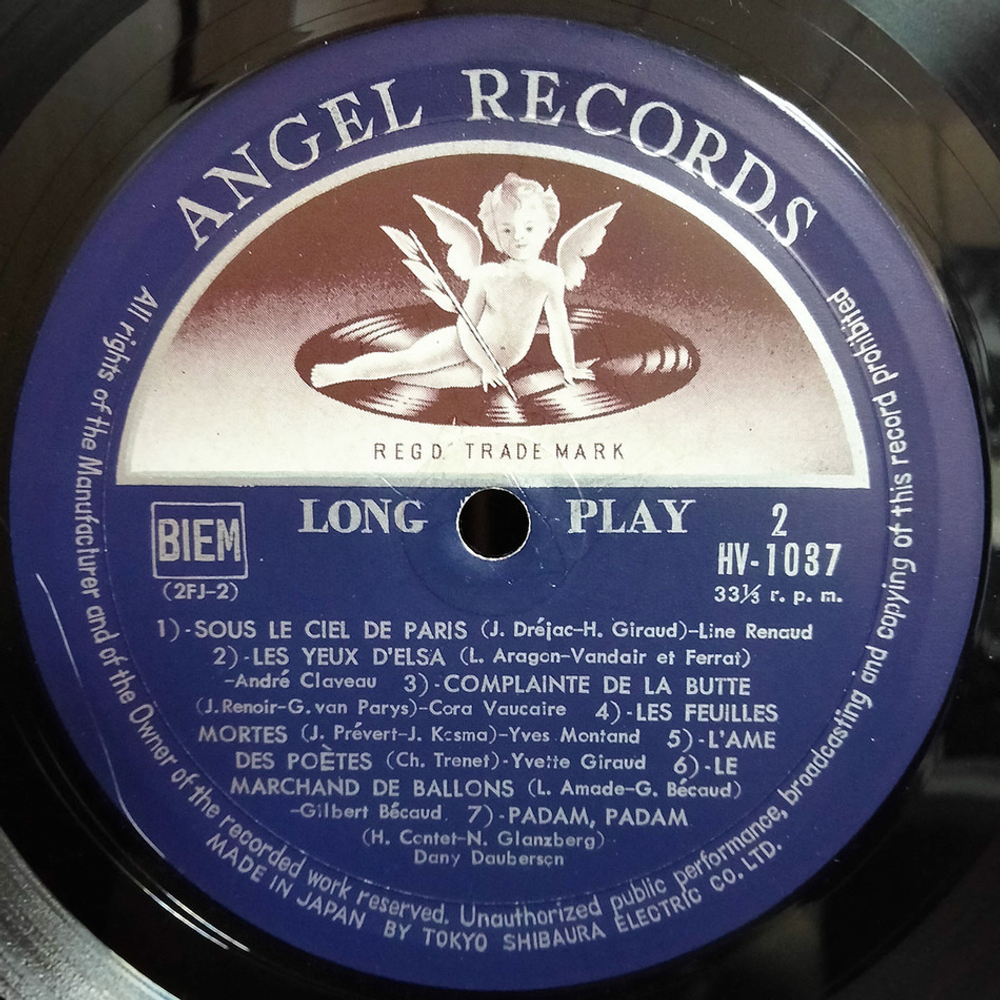 ANGEL RECORDS
REGD. TRADE MARK
LONG PLAY
2
BIEM
HV-1037
(2FJ-2)
33⅓ r. p. m.
1)-SOUS LE CIEL DE PARIS (J. Dréjac-H. Giraud)-Line Renaud
2)-LES YEUX D'ELSA (L. Aragon-Vandair et Ferrat)
-André Claveau 3)-COMPLAINTE DE LA BUTTE
(J.Renoir-G.van Parys)-Cora Vaucaire 4)-LES FEUILLES
MORTES (J. Prévert-J. Kosma)-Yves Montand 5)-L'AME
DES POÈTES (Ch. Trenet)-Yvette Giraud 6)-LE
MARCHAND DE BALLONS (L. Amade-G. Bécaud)
-Gilbert Bécaud 7)-PADAM, PADAM
(H. Contet-N. Glanzberg)
Dany Dauberson
All rights of the Manufacturer and of the Owner of the recorded work reserved. Unauthorized public performance, broadcasting and copying of this record prohibited
MADE IN JAPAN BY TOKYO SHIBAURA ELECTRIC CO. LTD.